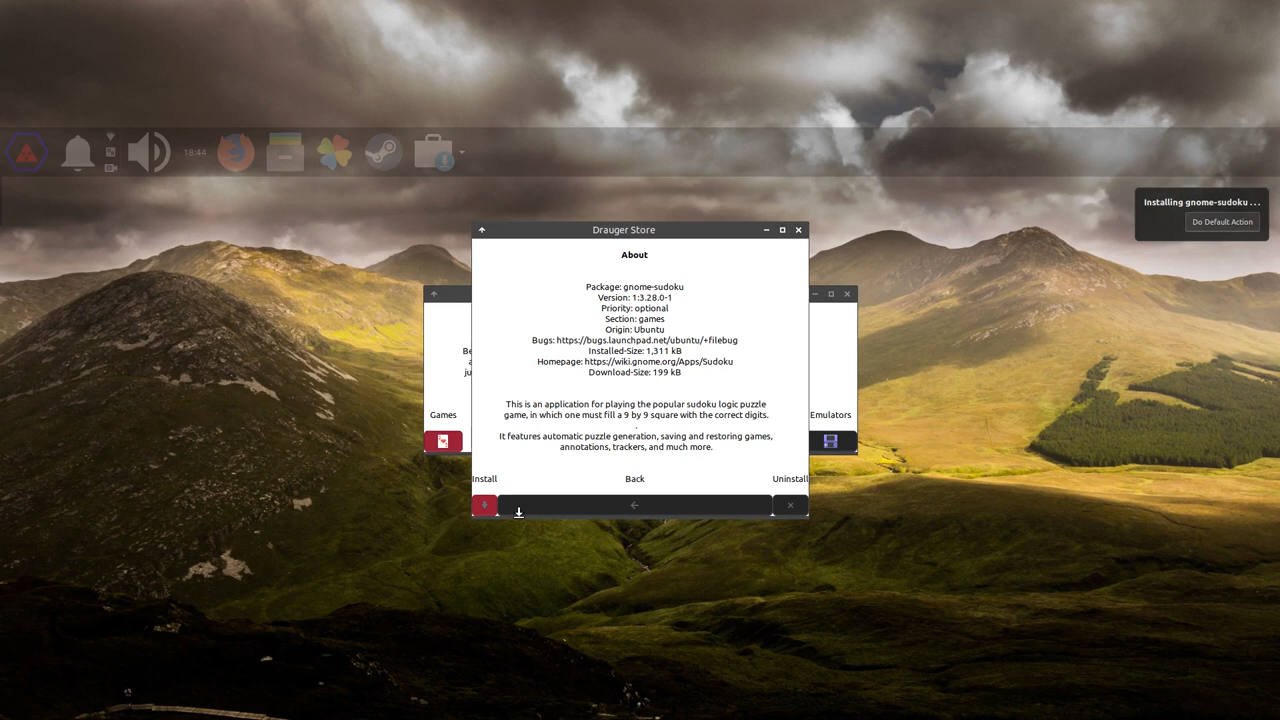 18:44
Installing gnome-sudoku ...
Do Default Action
Drauger Store
About
Package: gnome-sudoku
Version: 1:3.28.0-1
Priority: optional
Section: games
Origin: Ubuntu
Bugs: https://bugs.launchpad.net/ubuntu/+filebug
Installed-Size: 1,311 kB
Homepage: https://wiki.gnome.org/Apps/Sudoku
Download-Size: 199 kB
This is an application for playing the popular sudoku logic puzzle
game, in which one must fill a 9 by 9 square with the correct digits.
.
It features automatic puzzle generation, saving and restoring games,
annotations, trackers, and much more.
Install
Back
Uninstall
Be
a
ju
Games
Emulators